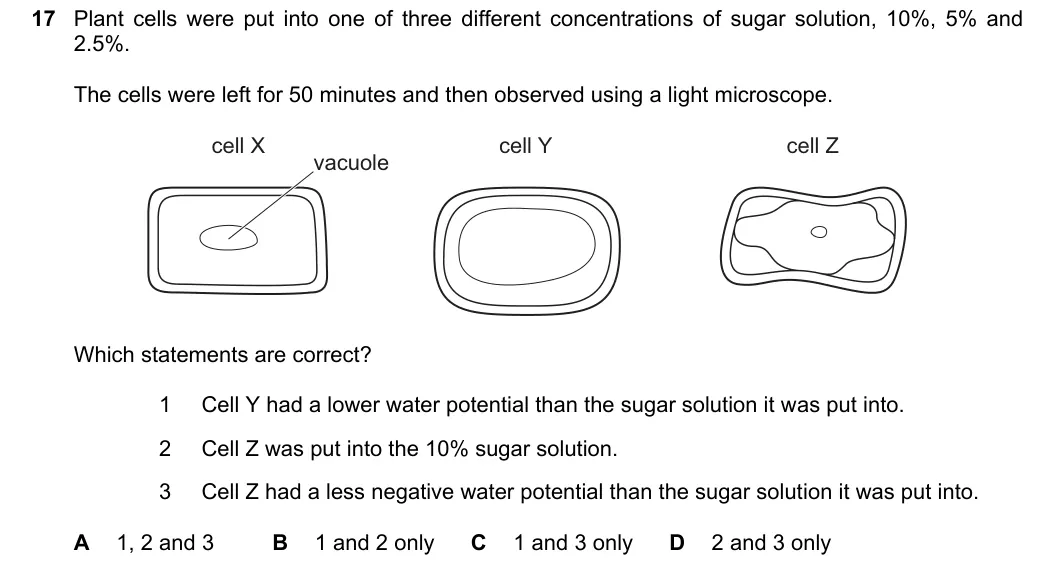 17 Plant cells were put into one of three different concentrations of sugar solution, 10%, 5% and
2.5%.
The cells were left for 50 minutes and then observed using a light microscope.
cell X
vacuole
cell Y
cell Z
Which statements are correct?
1 Cell Y had a lower water potential than the sugar solution it was put into.
2 Cell Z was put into the 10% sugar solution.
3 Cell Z had a less negative water potential than the sugar solution it was put into.
A 1, 2 and 3 B 1 and 2 only C 1 and 3 only D 2 and 3 only